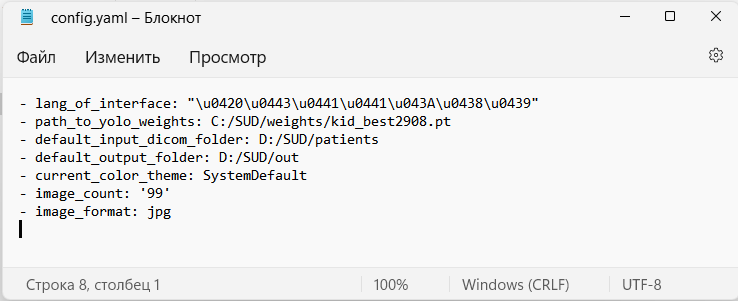 config.yaml – Блокнот
Файл Изменить Просмотр
- lang_of_interface: "\u0420\u0443\u0441\u0441\u043A\u0438\u0439"
- path_to_yolo_weights: C:/SUD/weights/kid_best2908.pt
- default_input_dicom_folder: D:/SUD/patients
- default_output_folder: D:/SUD/out
- current_color_theme: SystemDefault
- image_count: '99'
- image_format: jpg
Строка 8, столбец 1 100% Windows (CRLF) UTF-8